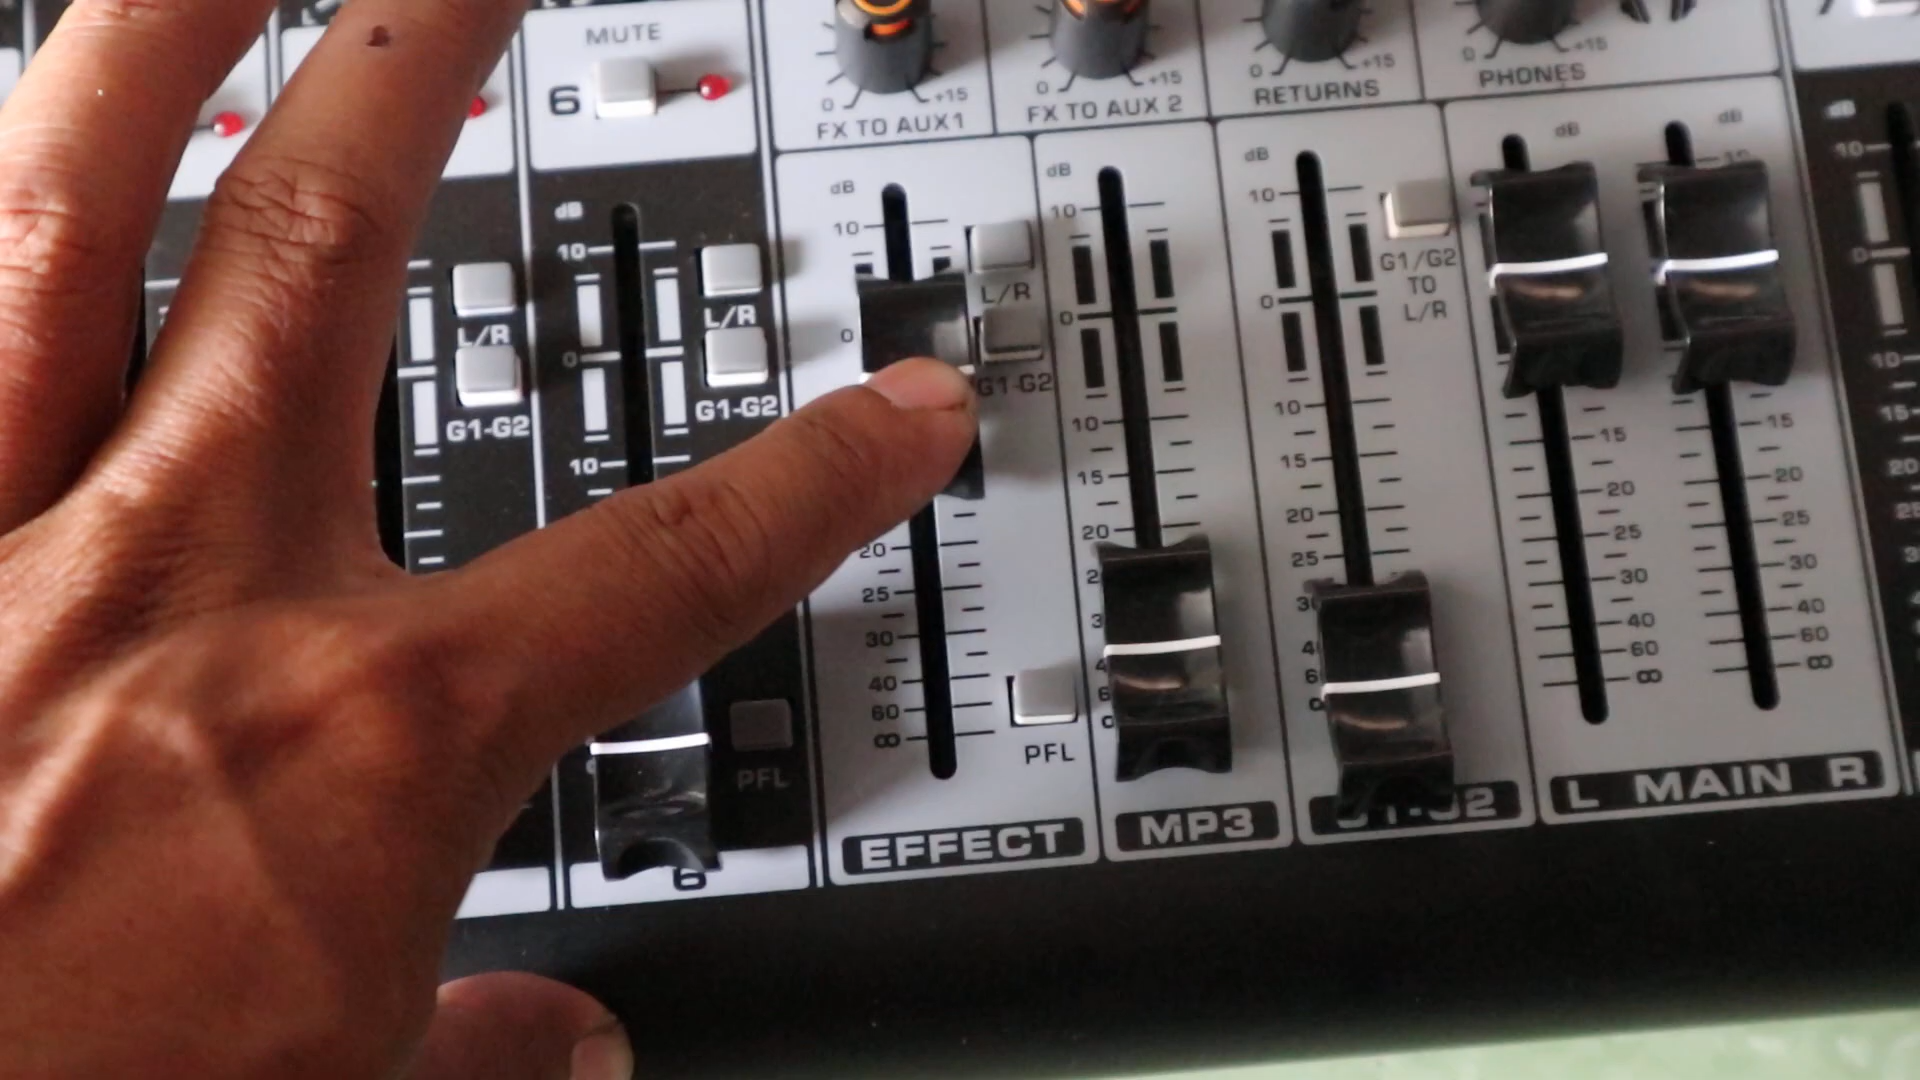 MUTE
6
0 +15
FX TO AUX1
0 +15
FX TO AUX 2
0 +15
RETURNS
0 +15
PHONES
dB
10
0
10
L/R
G1-G2
L/R
G1-G2
PFL
6
dB
10
0
20
25
30
40
60
∞
L/R
G1-G2
PFL
EFFECT
dB
10
0
10
15
20
MP3
dB
10
0
10
15
20
25
G1/G2
TO
L/R
dB
15
20
25
30
40
60
∞
dB
10
15
20
25
30
40
60
∞
L MAIN R
dB
10
0
10
15
20